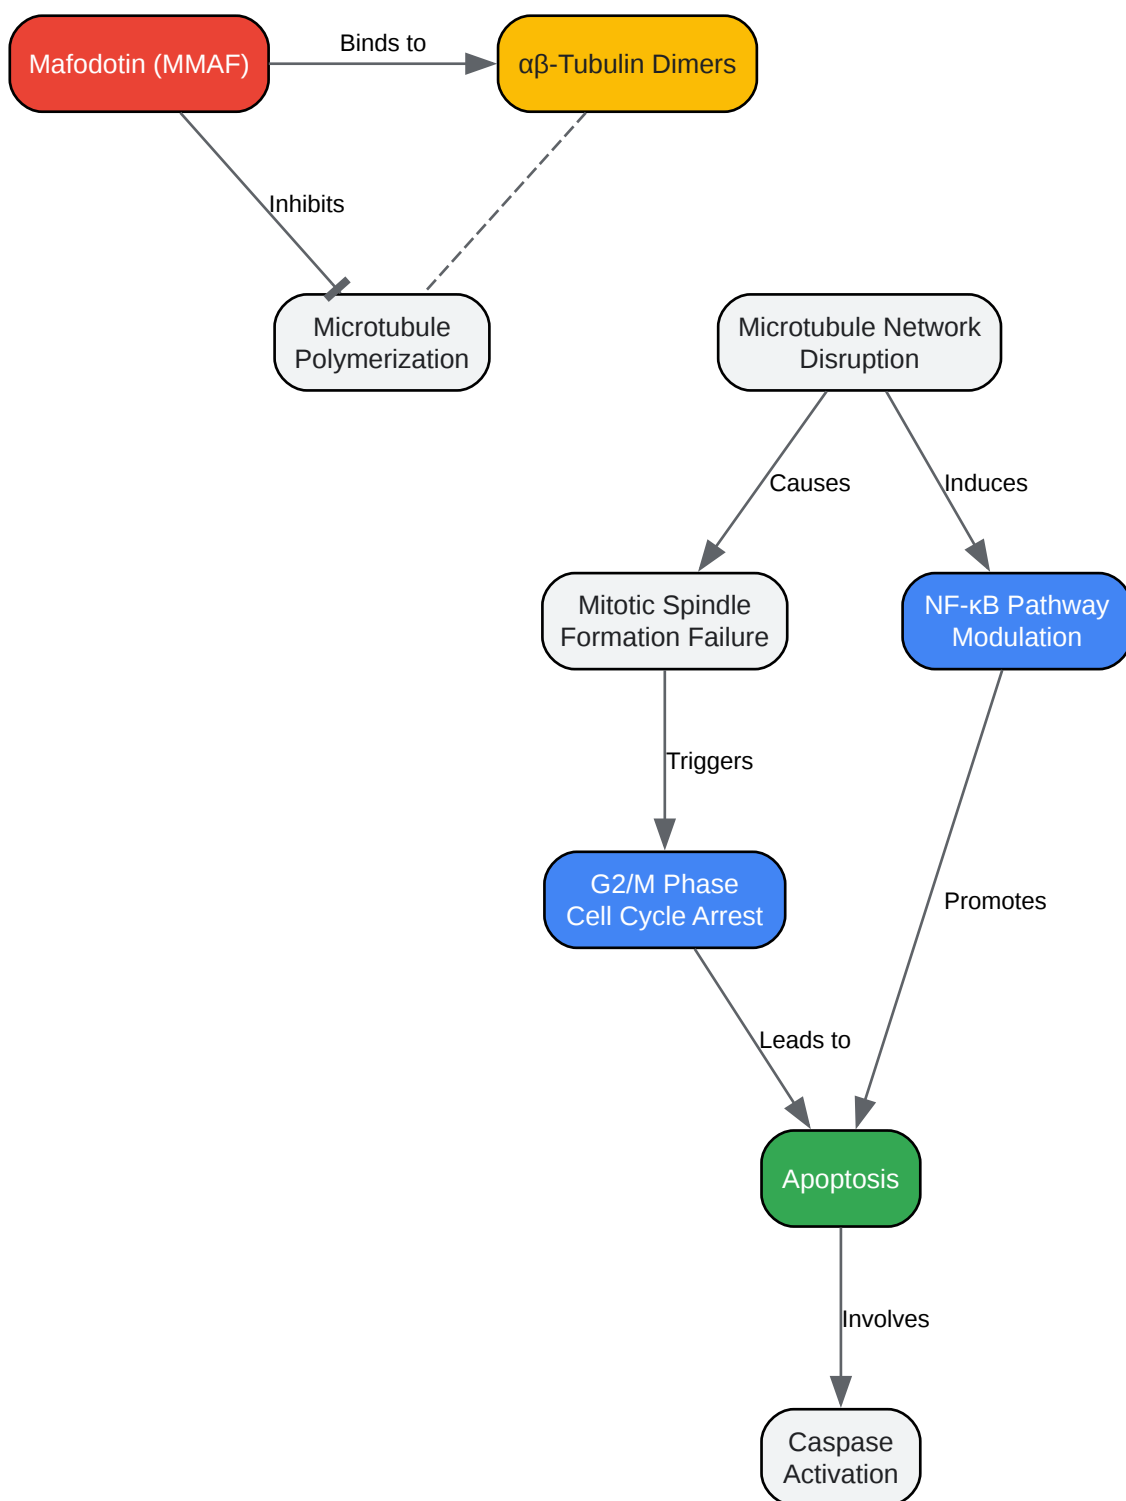 Mafodotin (MMAF)
Binds to
αβ-Tubulin Dimers
Inhibits
Microtubule
Polymerization
Microtubule Network
Disruption
Causes
Induces
Mitotic Spindle
Formation Failure
NF-κB Pathway
Modulation
Triggers
G2/M Phase
Cell Cycle Arrest
Promotes
Leads to
Apoptosis
Involves
Caspase
Activation